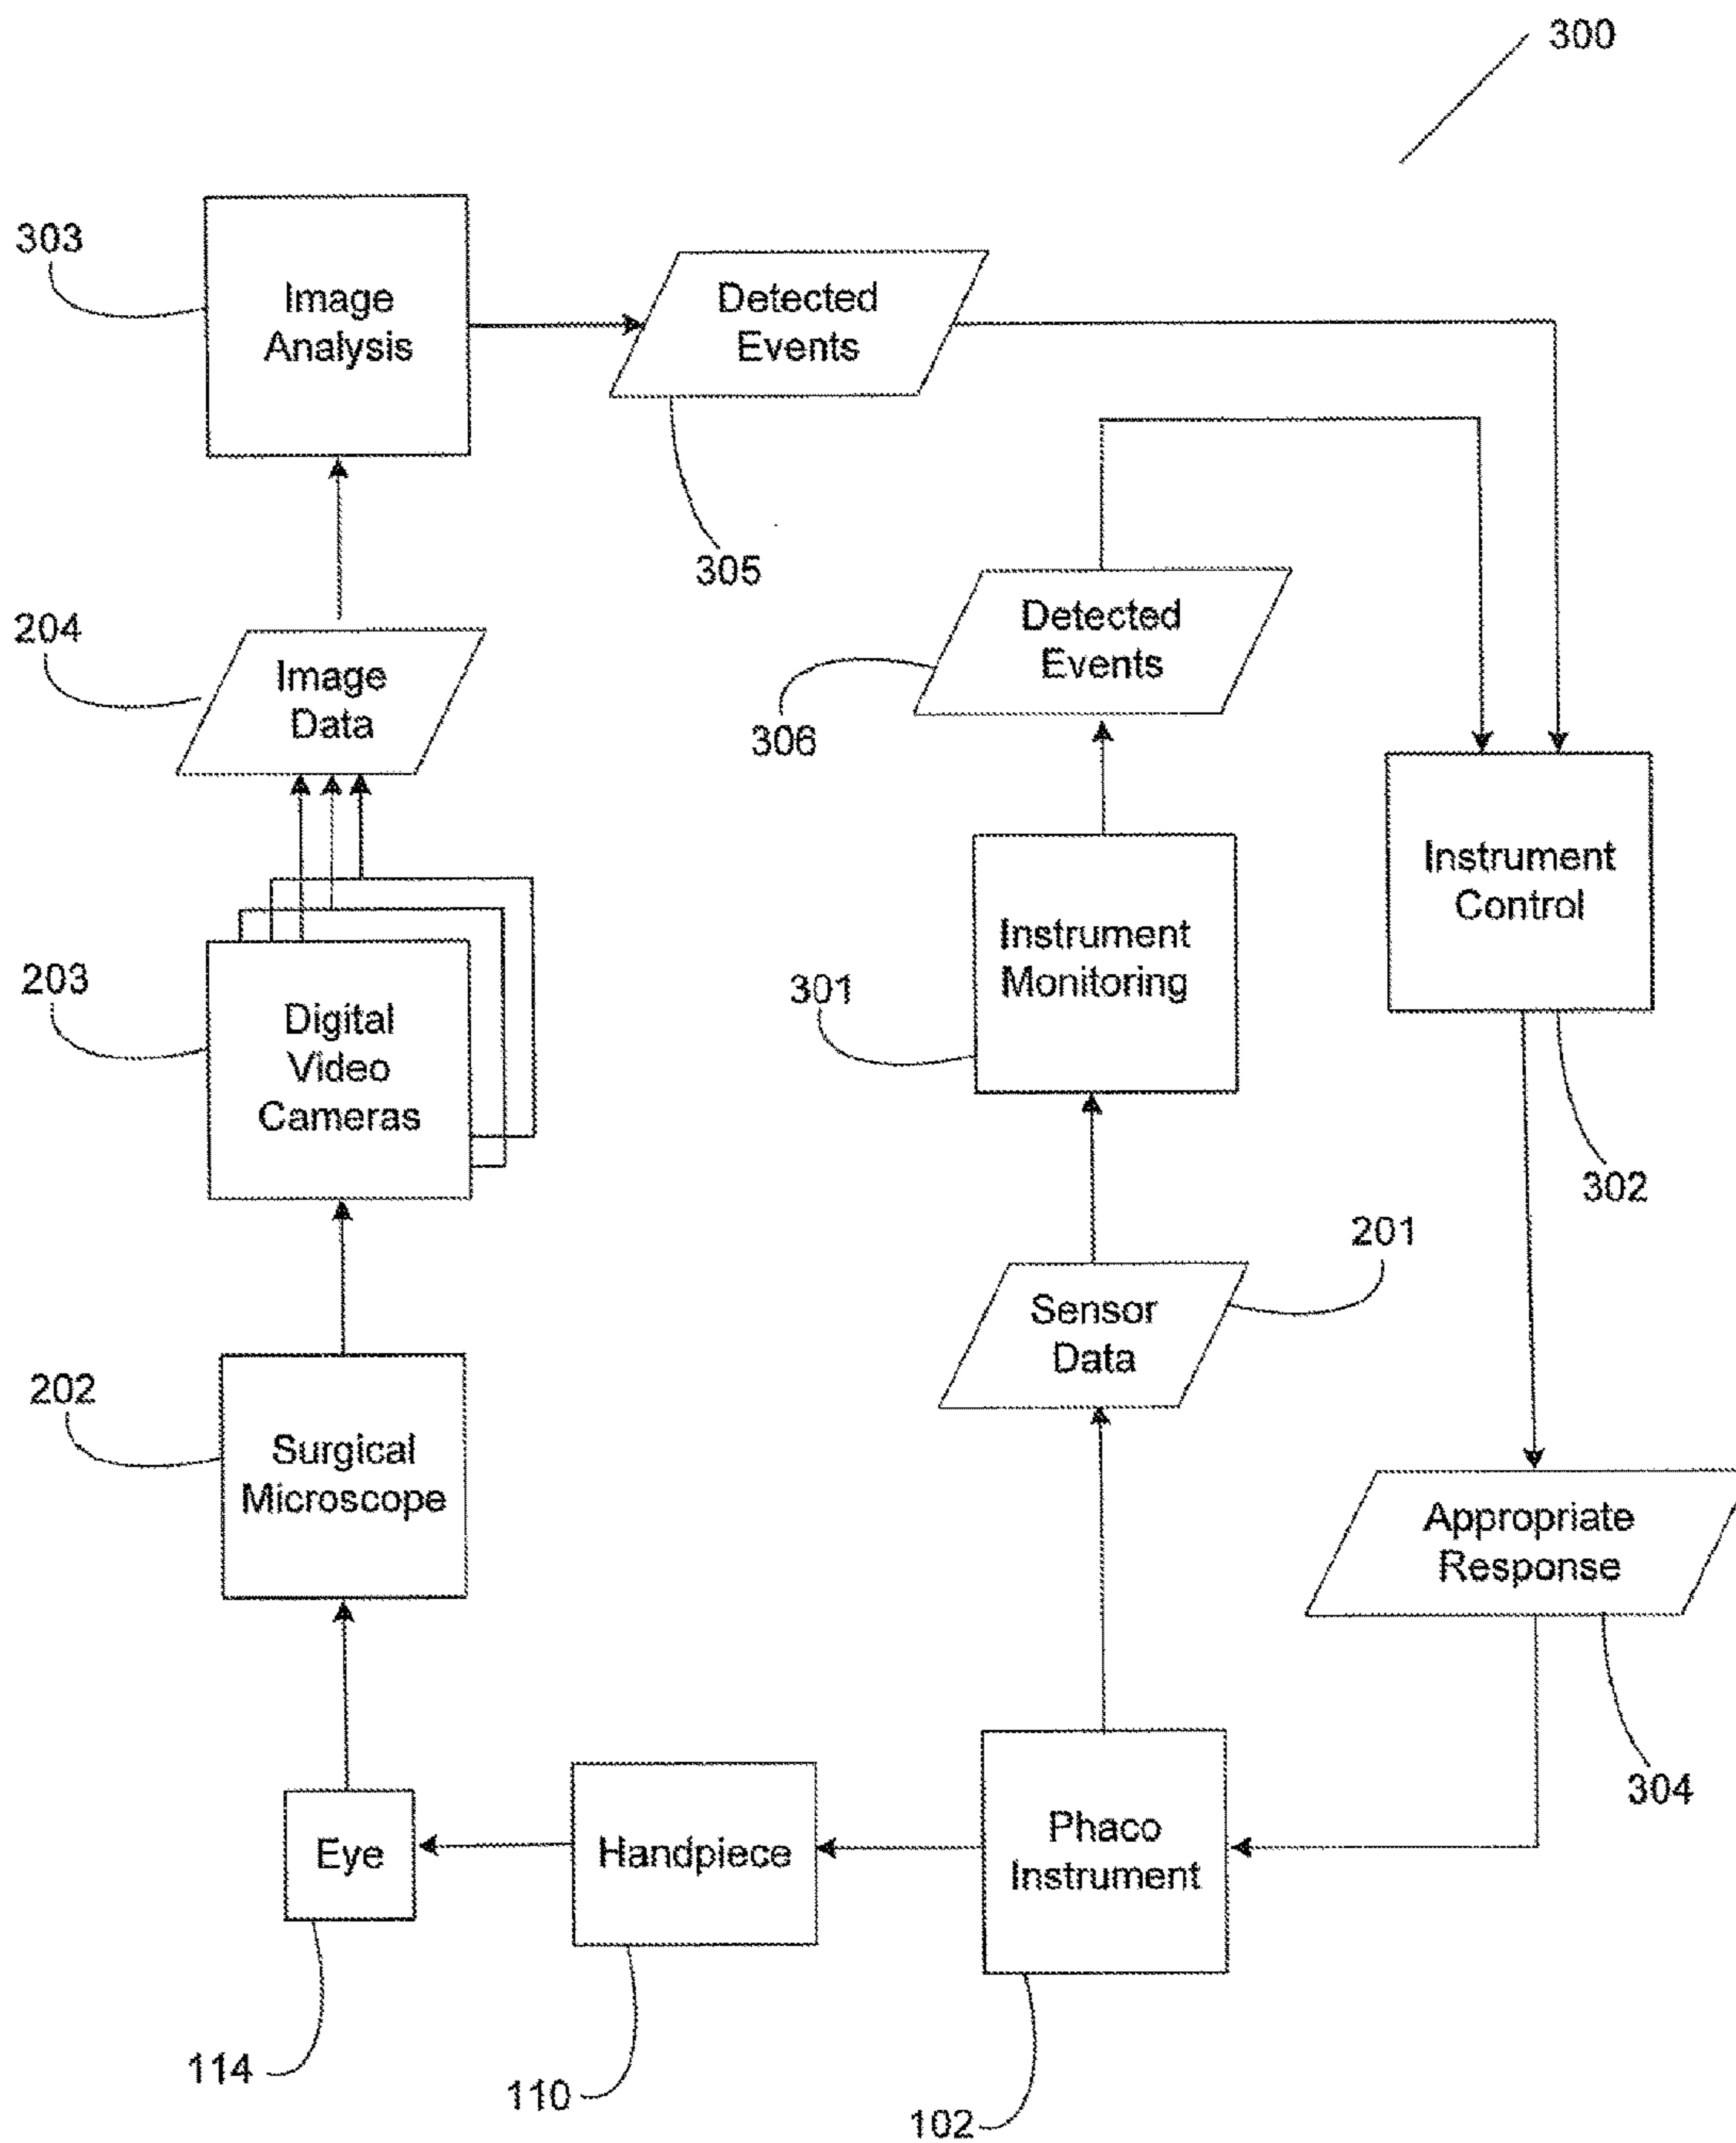 300
303
Image
Analysis
Detected
Events
305
204
Image
Data
Detected
Events
306
Instrument
Control
302
203
Digital
Video
Cameras
Instrument
Monitoring
301
201
Sensor
Data
202
Surgical
Microscope
Appropriate
Response
304
Eye
114
Handpiece
110
Phaco
Instrument
102